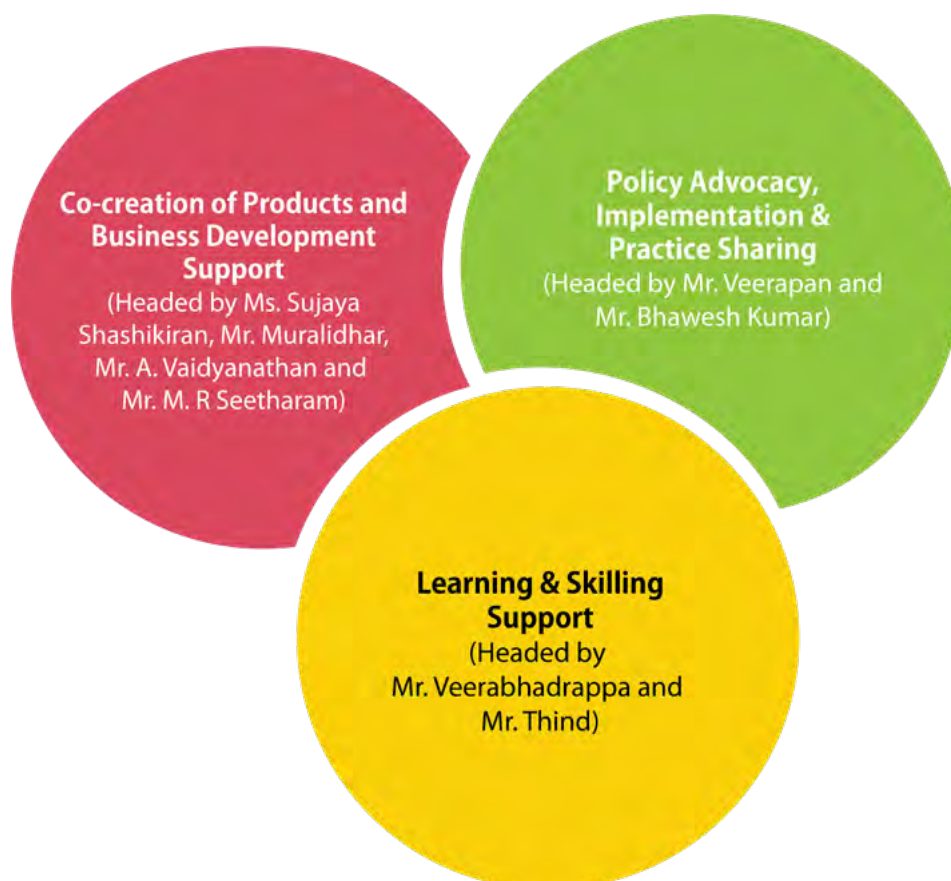 Co-creation of Products and
Business Development
Support
(Headed by Ms. Sujaya
Shashikiran, Mr. Muralidhar,
Mr. A. Vaidyanathan and
Mr. M. R Seetharam)
Policy Advocacy,
Implementation &
Practice Sharing
(Headed by Mr. Veerapan and
Mr. Bhawesh Kumar)
Learning & Skilling
Support
(Headed by
Mr. Veerabhadrappa and
Mr. Thind)